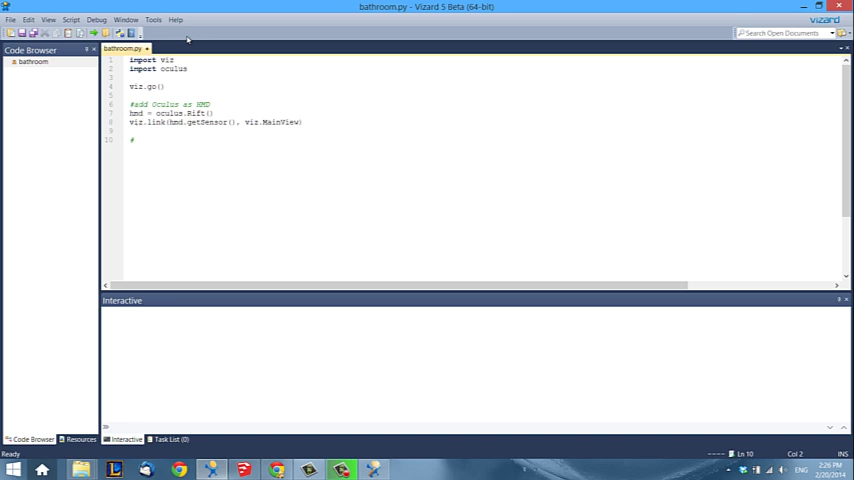 bathroom.py - Vizard 5 Beta (64-bit)
File Edit View Script Debug Window Tools Help
vizard
Search Open Documents
Code Browser
bathroom.py
bathroom
1 import viz
2 import oculus
3
4 viz.go()
5
6 #add Oculus as HMD
7 hmd = oculus.Rift()
8 viz.link(hmd.getSensor(), viz.MainView)
9
10 #
Interactive
Code Browser Resources Interactive Task List (0)
Ready
Ln 10 Col 2 INS
ENG
2:26 PM
2/20/2014